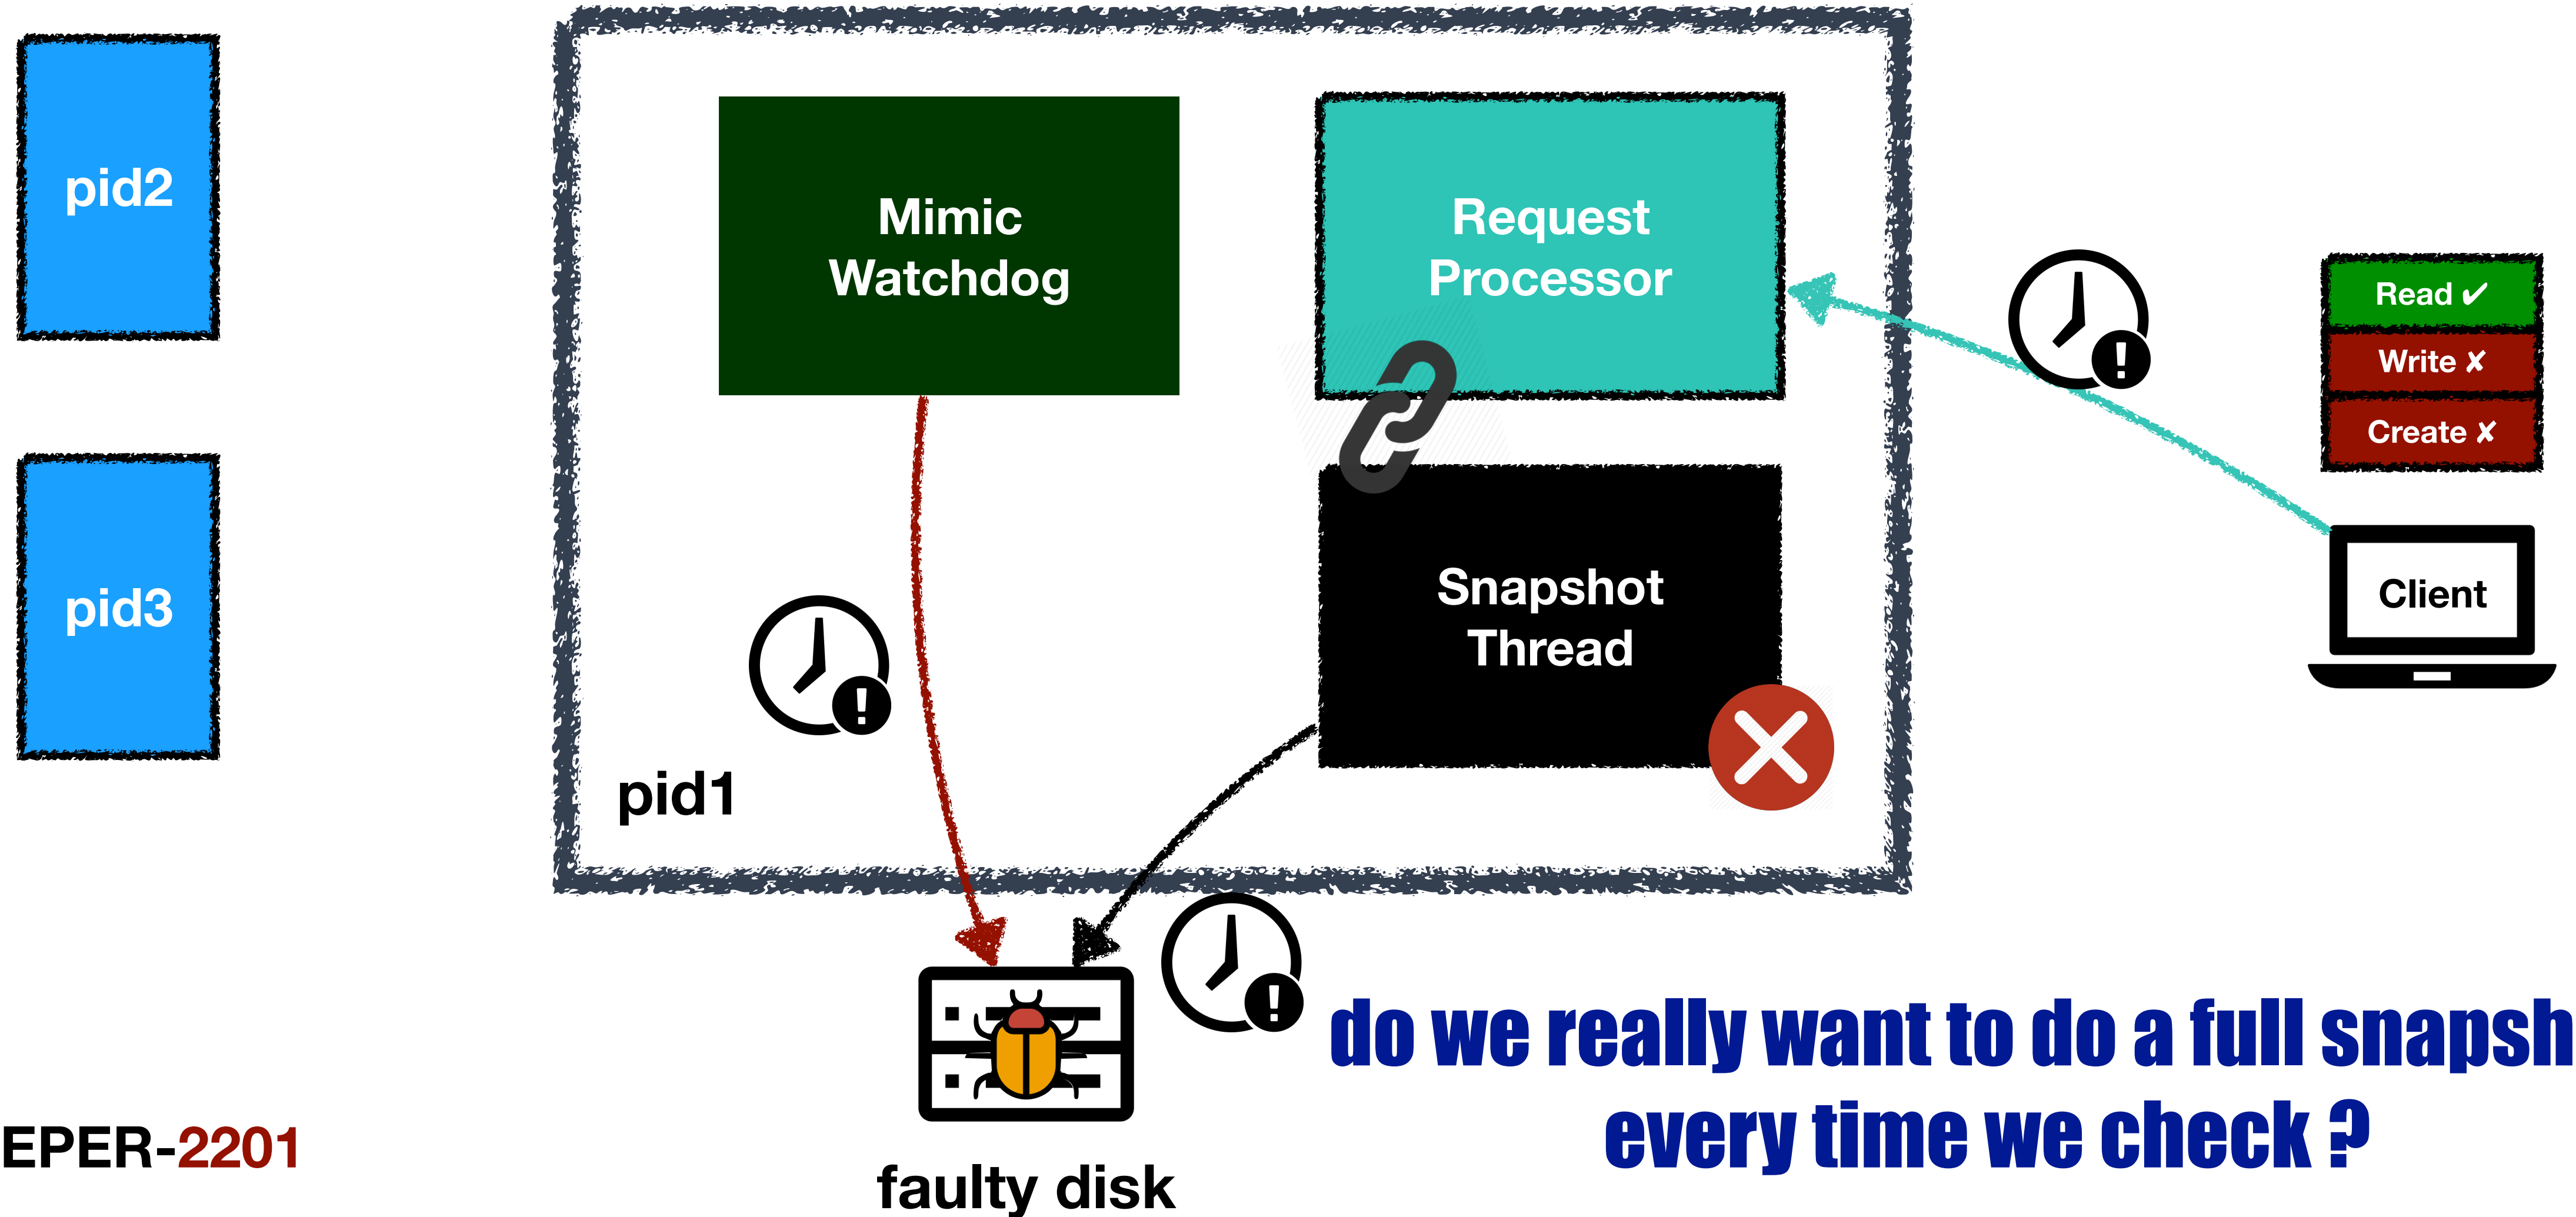 pid2
pid3
Mimic
Watchdog
Request
Processor
Snapshot
Thread
pid1
Read ✔
Write ✘
Create ✘
Client
do we really want to do a full snapsh
every time we check ?
EPER-2201
faulty disk